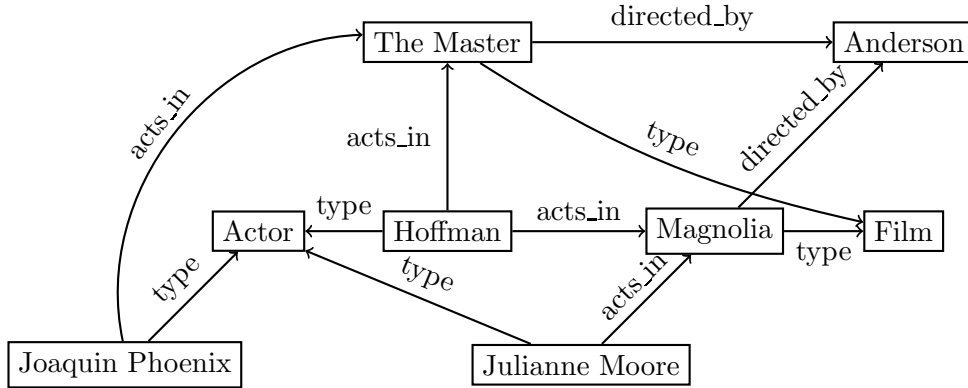 directed_by
The Master
Anderson
acts_in
directed_by
acts_in
type
type
acts_in
Actor
Hoffman
Magnolia
Film
type
type
type
acts_in
Joaquin Phoenix
Julianne Moore